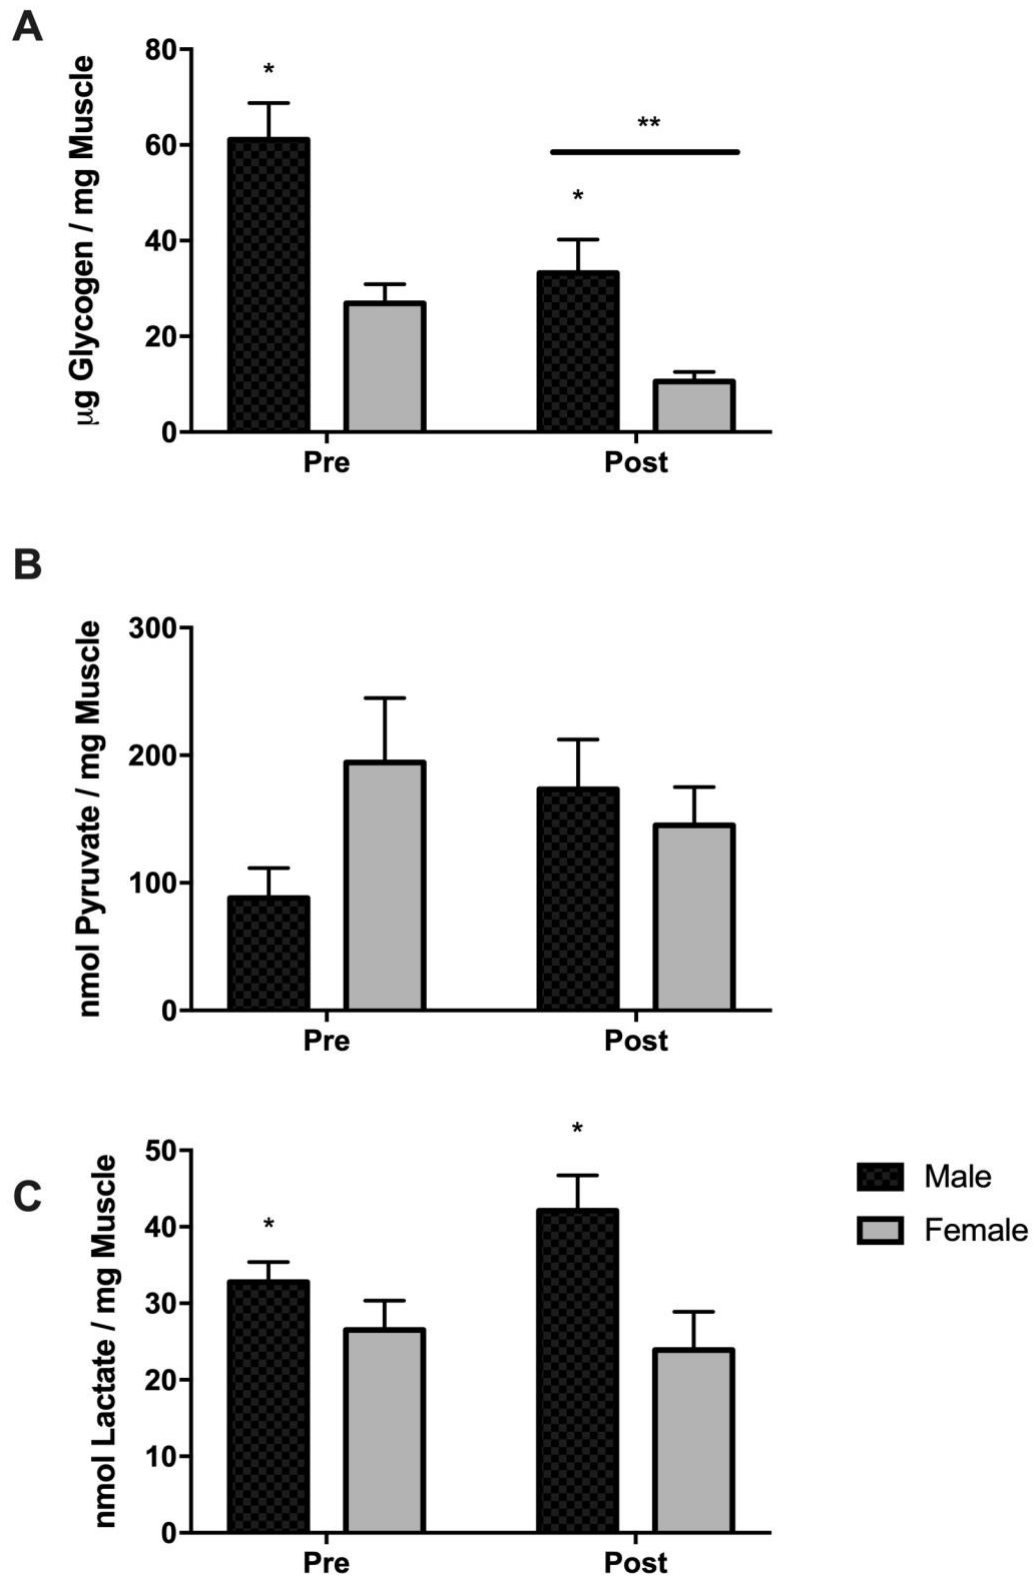 A
μg Glycogen / mg Muscle
80
60
40
20
0
*
*
**
Pre
Post
B
nmol Pyruvate / mg Muscle
300
200
100
0
Pre
Post
C
nmol Lactate / mg Muscle
50
40
30
20
10
0
*
*
Pre
Post
Male
Female